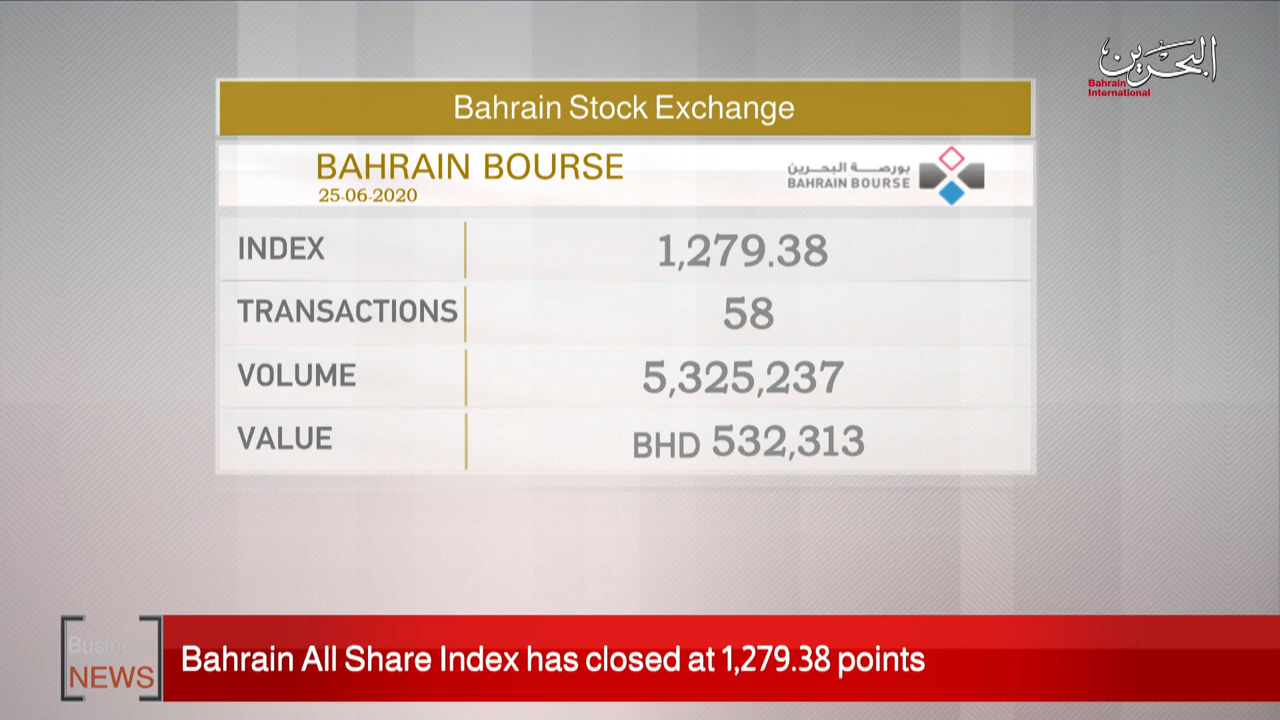 البحرين
Bahrain
International
Bahrain Stock Exchange
BAHRAIN BOURSE
25-06-2020
بورصة البحرين
BAHRAIN BOURSE
INDEX 1,279.38
TRANSACTIONS 58
VOLUME 5,325,237
VALUE BHD 532,313
Business
NEWS
Bahrain All Share Index has closed at 1,279.38 points